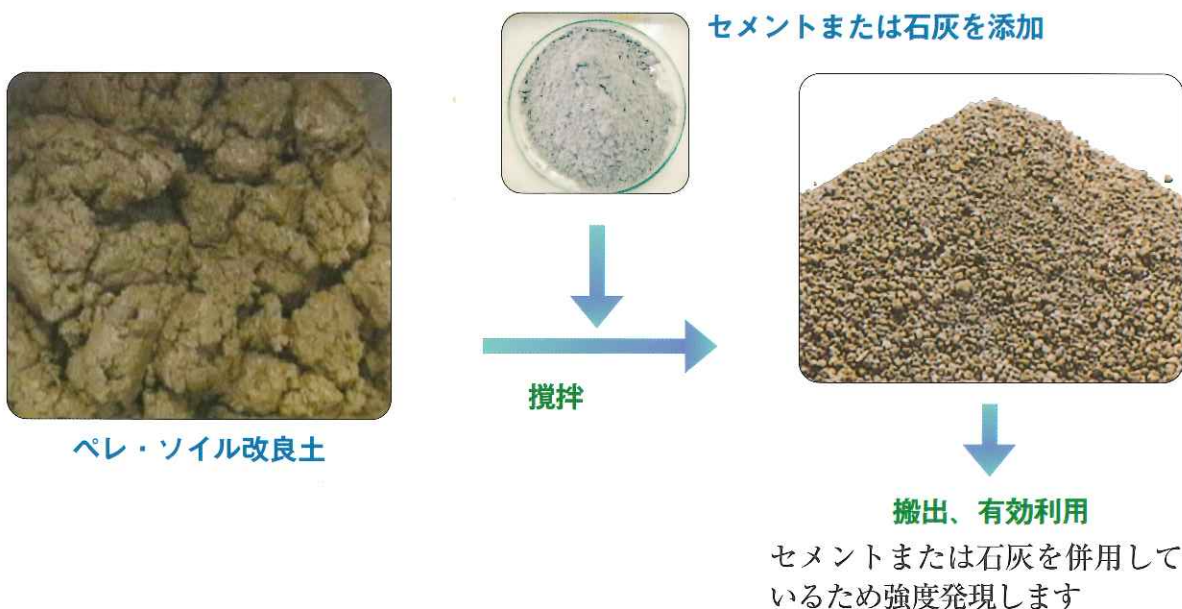 セメントまたは石灰を添加
攪拌
ペレ・ソイル改良土
搬出、有効利用
セメントまたは石灰を併用して
いるため強度発現します